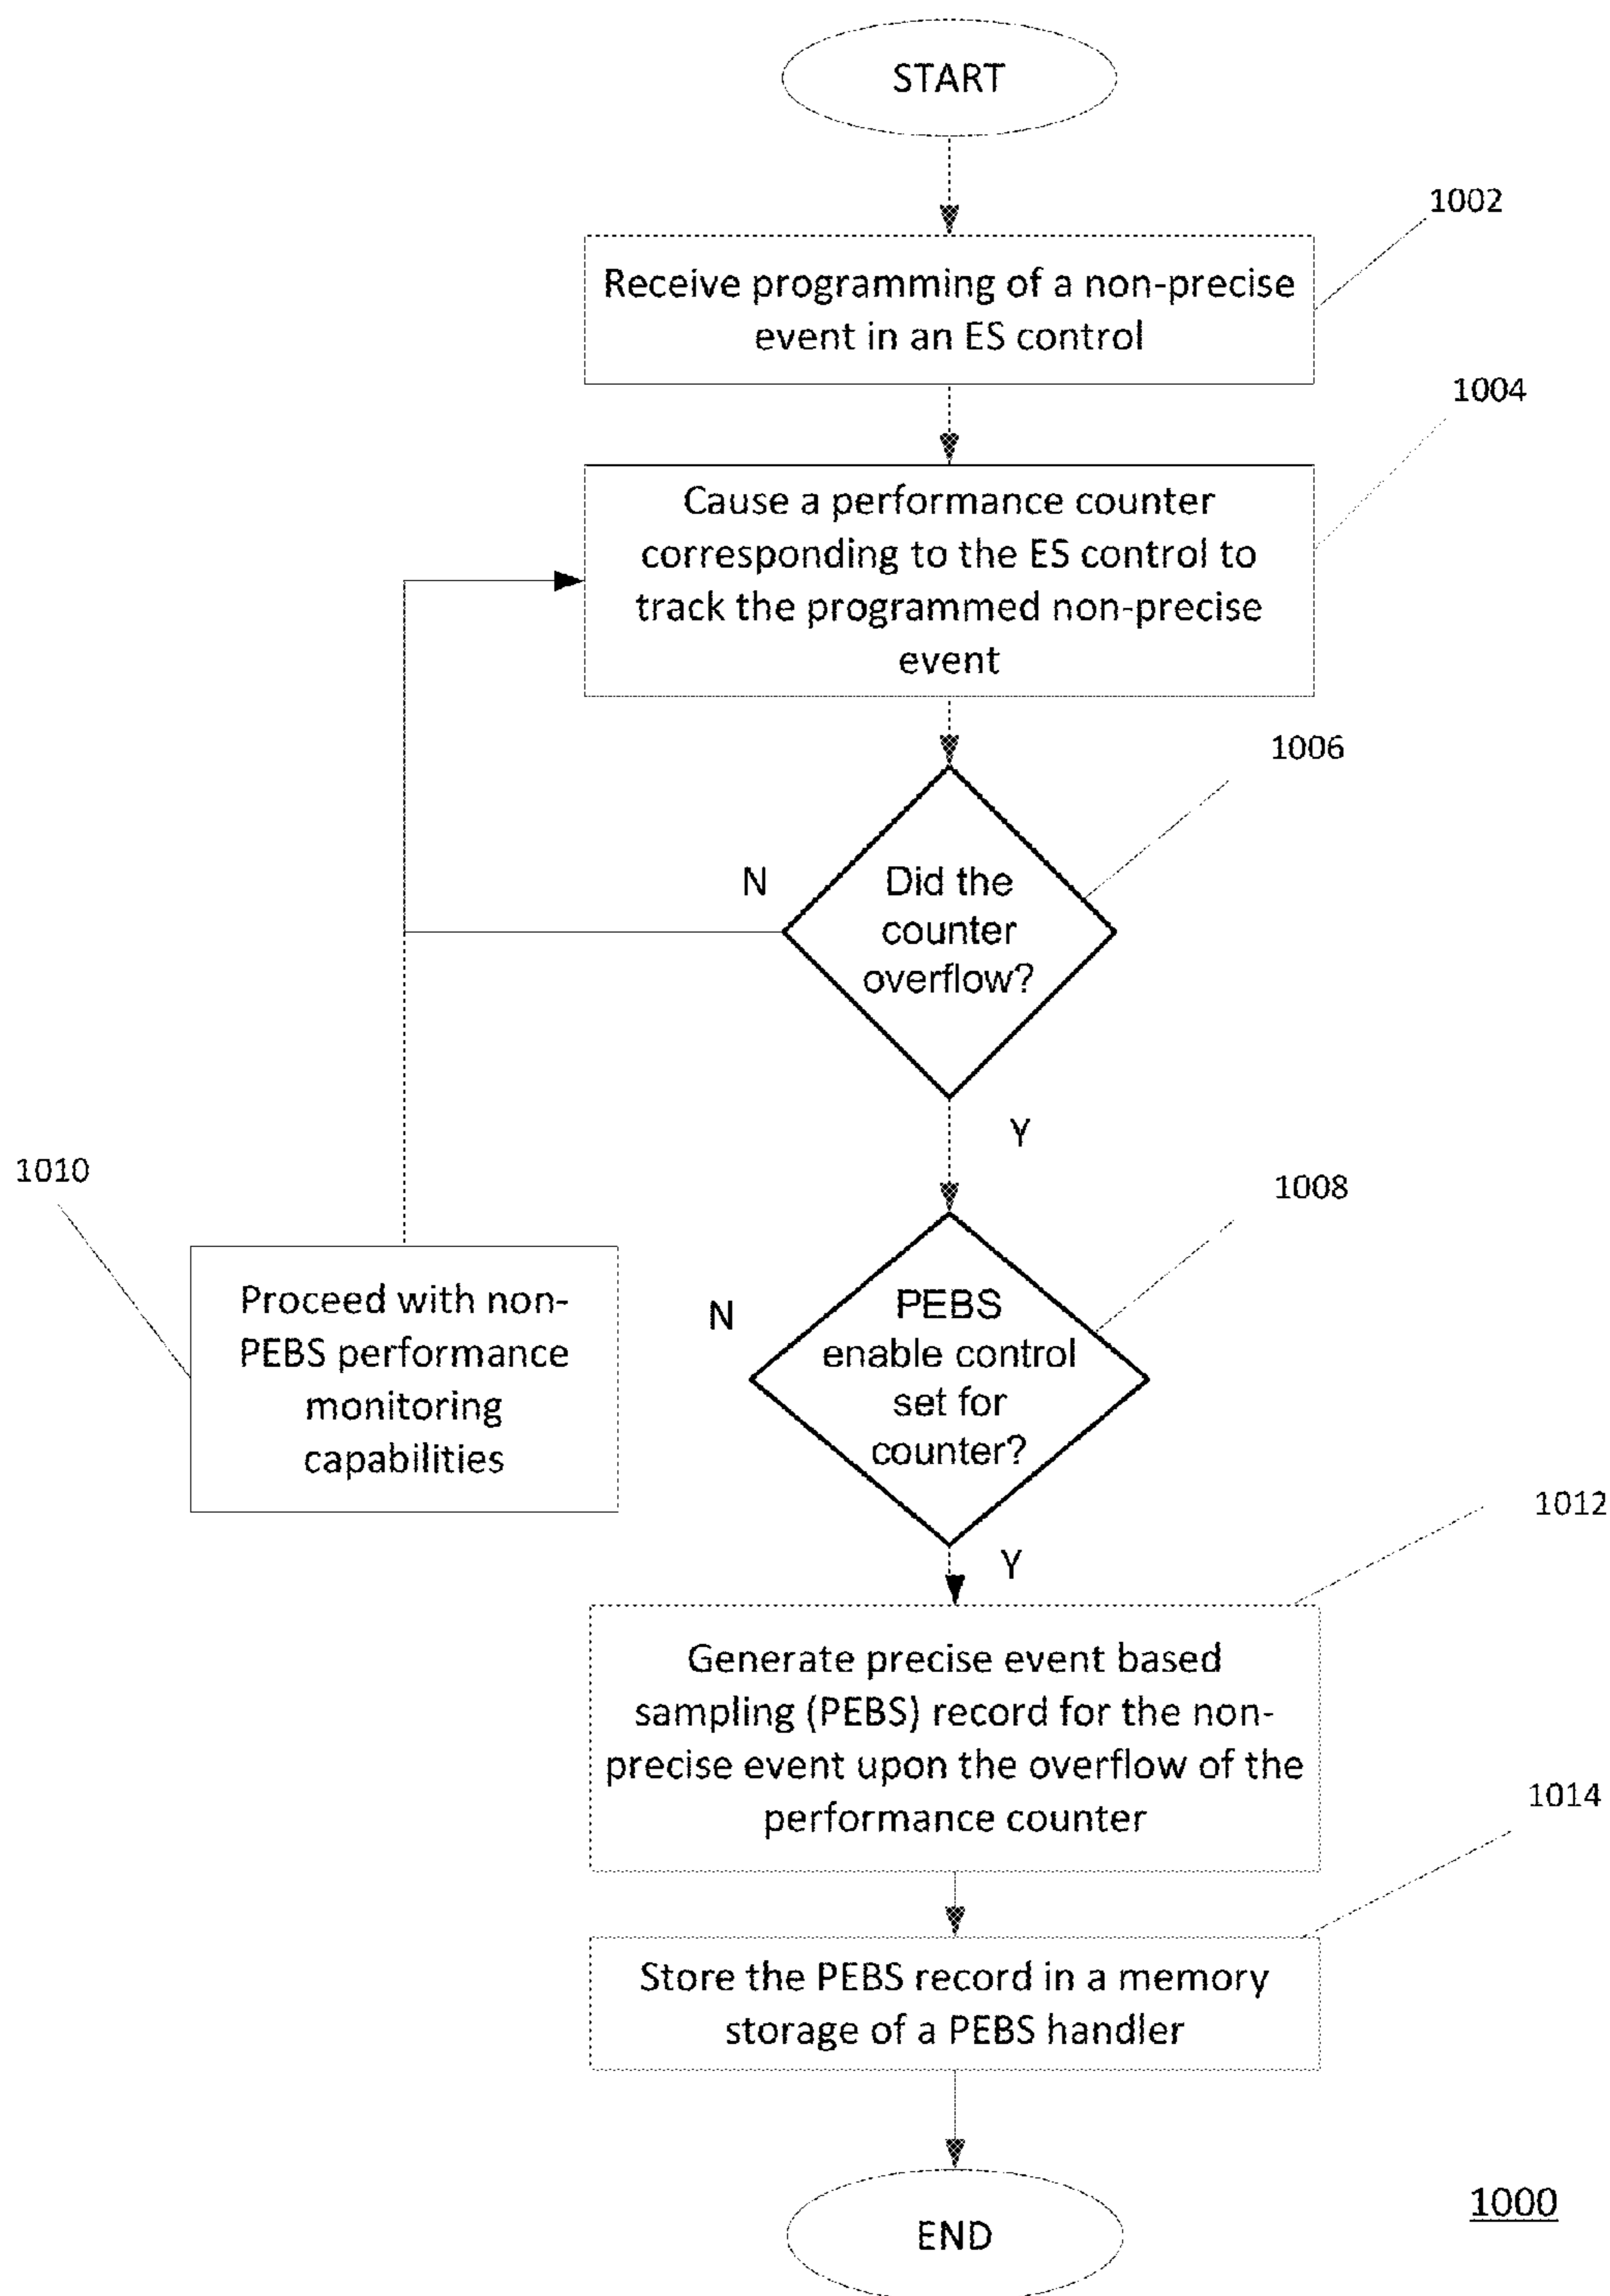 START
1002
Receive programming of a non-precise
event in an ES control
1004
Cause a performance counter
corresponding to the ES control to
track the programmed non-precise
event
1006
N
Did the
counter
overflow?
Y
1010
1008
Proceed with non-
PEBS performance
monitoring
capabilities
N
PEBS
enable control
set for
counter?
Y
1012
Generate precise event based
sampling (PEBS) record for the non-
precise event upon the overflow of the
performance counter
1014
Store the PEBS record in a memory
storage of a PEBS handler
1000
END